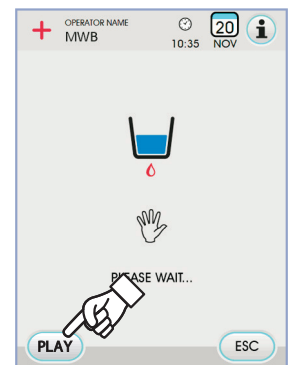 OPERATOR NAME
MWB
10:35
20
NOV
i
PLEASE WAIT...
PLAY
ESC